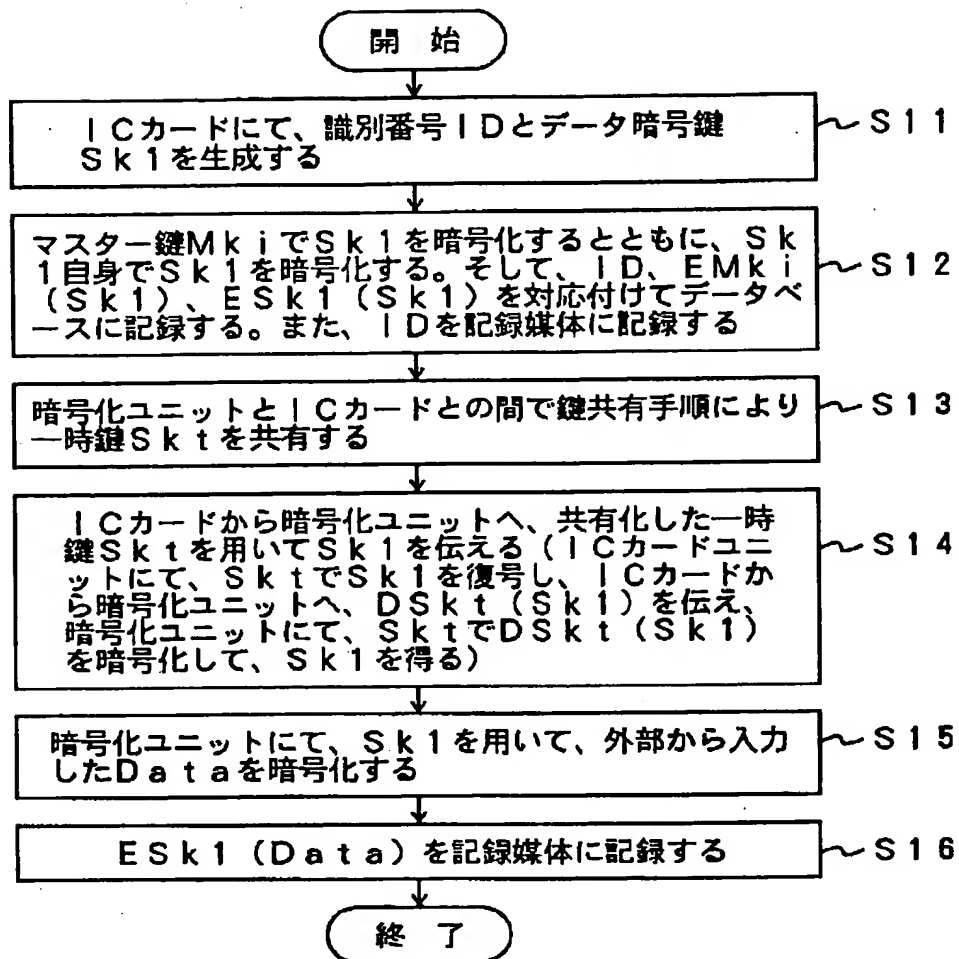 開 始
ICカードにて、識別番号IDとデータ暗号鍵
Sk1を生成する
S11
マスター鍵MkiでSk1を暗号化するとともに、Sk
1自身でSk1を暗号化する。そして、ID、EMki
(Sk1)、ESk1(Sk1)を対応付けてデータベ
ースに記録する。また、IDを記録媒体に記録する
S12
暗号化ユニットとICカードとの間で鍵共有手順により
一時鍵Sktを共有する
S13
ICカードから暗号化ユニットへ、共有化した一時
鍵Sktを用いてSk1を伝える(ICカードユニ
ットにて、SktでSk1を復号し、ICカードか
ら暗号化ユニットへ、DSkt(Sk1)を伝え、
暗号化ユニットにて、SktでDSkt(Sk1)
を暗号化して、Sk1を得る)
S14
暗号化ユニットにて、Sk1を用いて、外部から入力
したDataを暗号化する
S15
ESk1(Data)を記録媒体に記録する
S16
終 了